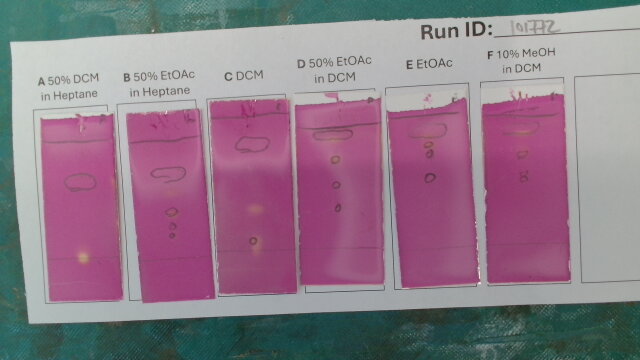 Run ID: 101772
A 50% DCM
in Heptane
B 50% EtOAc
in Heptane
C DCM
D 50% EtOAc
in DCM
E EtOAc
F 10% MeOH
in DCM